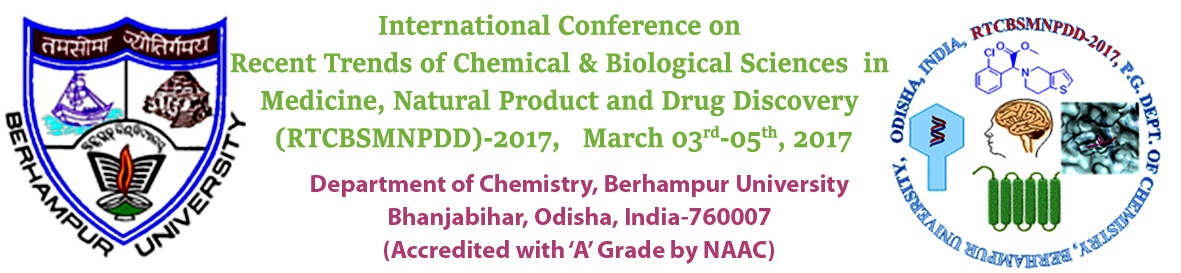 तमसोमा ज्योतिर्गमय
BERHAMPUR UNIVERSITY
International Conference on
Recent Trends of Chemical & Biological Sciences in
Medicine, Natural Product and Drug Discovery
(RTCBSMNPDD)-2017, March 03rd-05th, 2017
Department of Chemistry, Berhampur University
Bhanjabihar, Odisha, India-760007
(Accredited with ‘A’ Grade by NAAC)
RTCBSMNPDD-2017, P.G. DEPT. OF CHEMISTRY, BERHAMPUR UNIVERSITY, ODISHA, INDIA,
Cl
O
O
N
S